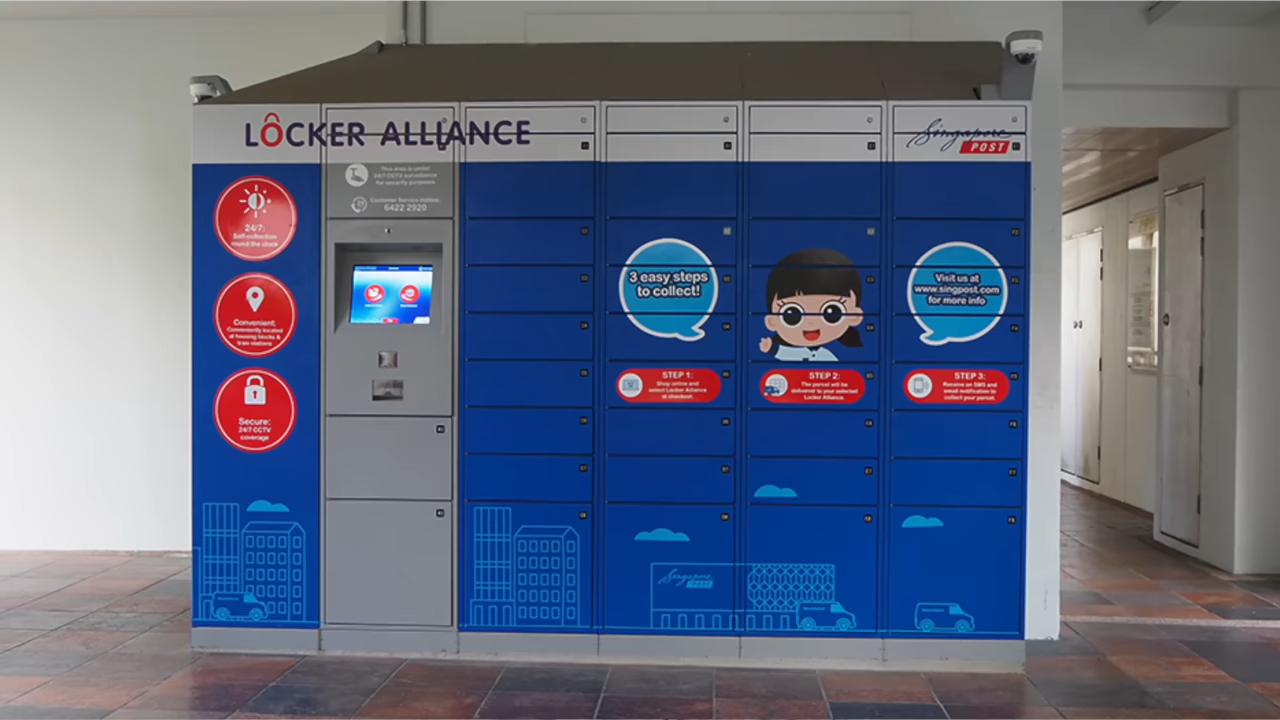 LOCKER ALLIANCE
Singapore
POST
This area is under
24/7 CCTV surveillance
for security purposes
Customer Service Hotline:
6422 2920
24/7:
Self-collection
round the clock
Convenient:
Conveniently located
at housing blocks &
train stations
Secure:
24/7 CCTV
coverage
3 easy steps
to collect!
Visit us at
www.singpost.com
for more info
STEP 1:
Shop online and
select Locker Alliance
at checkout.
STEP 2:
The parcel will be
delivered to your selected
Locker Alliance.
STEP 3:
Receive an SMS and
email notification to
collect your parcel.
Singapore
POST